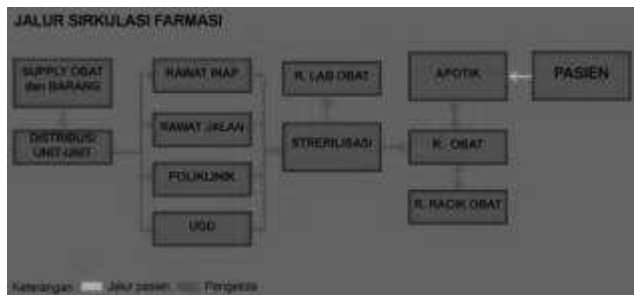 JALUR SIRKULASI FARMASI
SUPPLY OBAT
dan BARANG
DISTRIBUSI
UNIT-UNIT
RAWAT INAP
RAWAT JALAN
POLIKLINIK
UGD
R. LAB OBAT
STRERILISASI
APOTIK
R. OBAT
R. RACIK OBAT
PASIEN
Keterangan Jalur pasien Pengelola